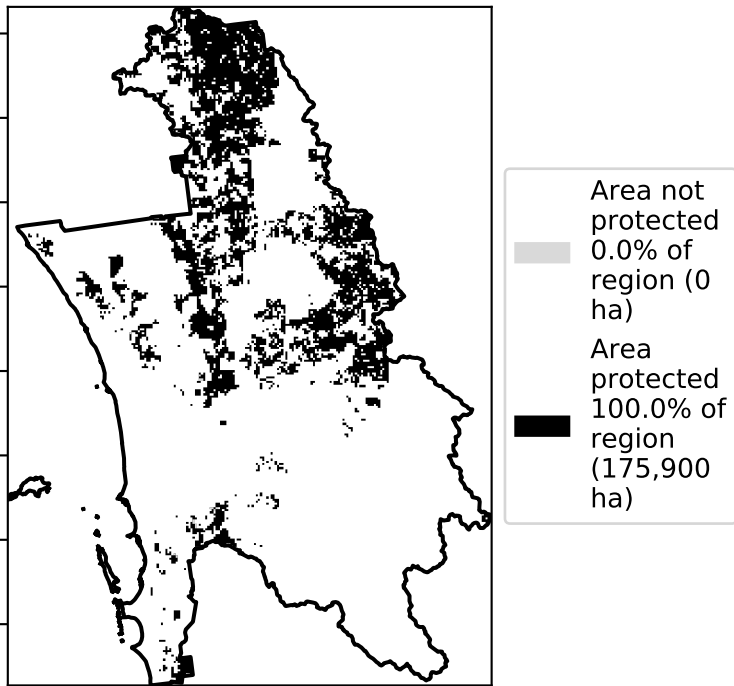 Area not
protected
0.0% of
region (0
ha)
Area
protected
100.0% of
region
(175,900
ha)